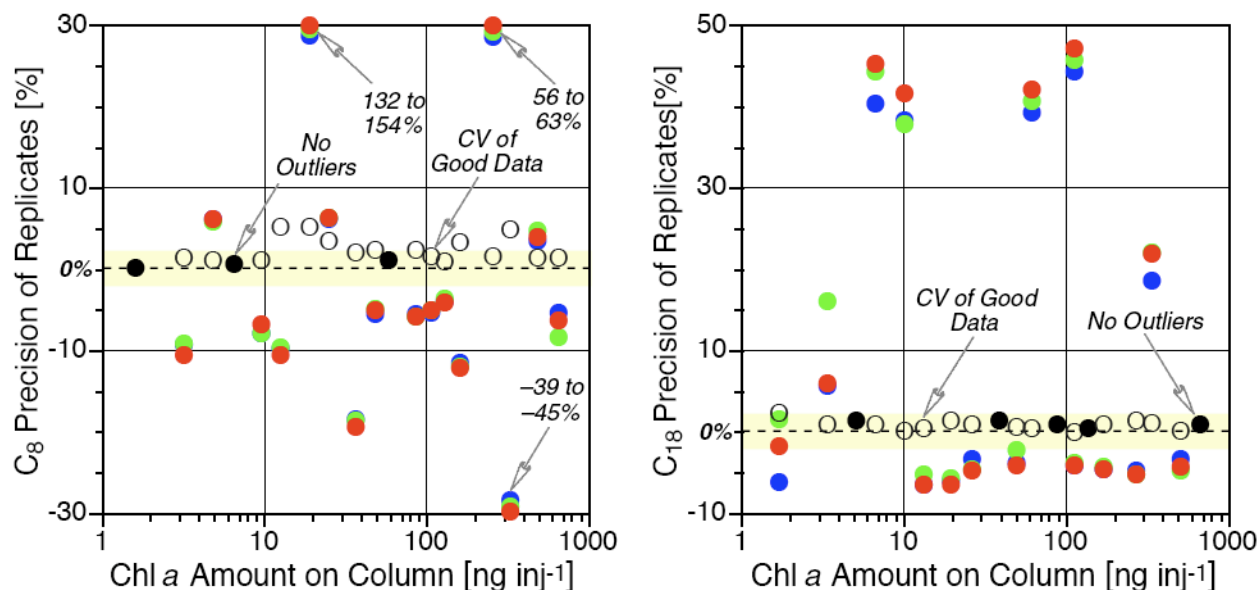 30
10
0%
-10
-30
C8 Precision of Replicates [%]
132 to
154%
56 to
63%
No
Outliers
CV of
Good Data
–39 to
–45%
1
10
100
1000
Chl a Amount on Column [ng inj-1]
50
30
10
0%
-10
C18 Precision of Replicates[%]
CV of Good
Data
No Outliers
1
10
100
1000
Chl a Amount on Column [ng inj-1]